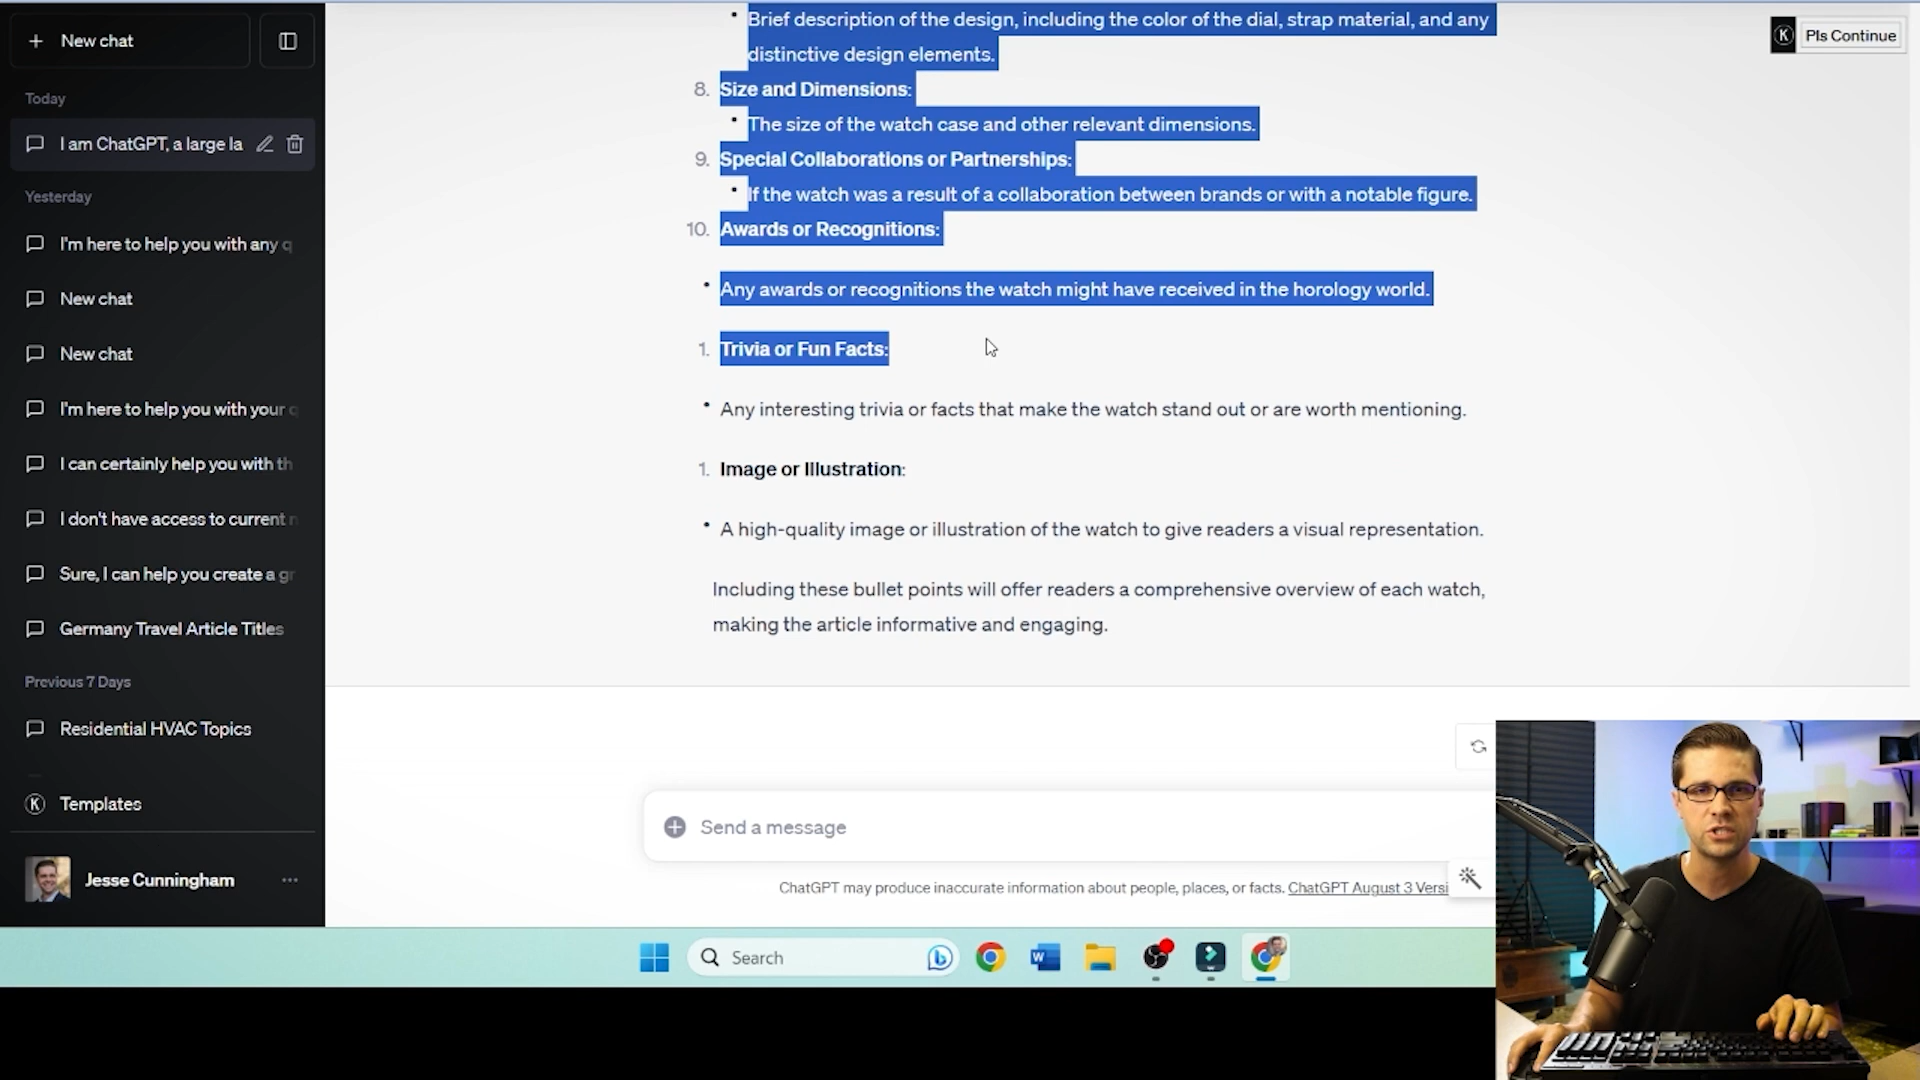 New chat
Today
I am ChatGPT, a large la
Yesterday
I'm here to help you with any q
New chat
New chat
I'm here to help you with your q
I can certainly help you with th
I don't have access to current n
Sure, I can help you create a gr
Germany Travel Article Titles
Previous 7 Days
Residential HVAC Topics
K Templates
Jesse Cunningham
• Brief description of the design, including the color of the dial, strap material, and any
distinctive design elements.
8. Size and Dimensions:
• The size of the watch case and other relevant dimensions.
9. Special Collaborations or Partnerships:
• If the watch was a result of a collaboration between brands or with a notable figure.
10. Awards or Recognitions:
• Any awards or recognitions the watch might have received in the horology world.
1. Trivia or Fun Facts:
• Any interesting trivia or facts that make the watch stand out or are worth mentioning.
1. Image or Illustration:
• A high-quality image or illustration of the watch to give readers a visual representation.
Including these bullet points will offer readers a comprehensive overview of each watch,
making the article informative and engaging.
K Pls Continue
Send a message
ChatGPT may produce inaccurate information about people, places, or facts. ChatGPT August 3 Versi
Search